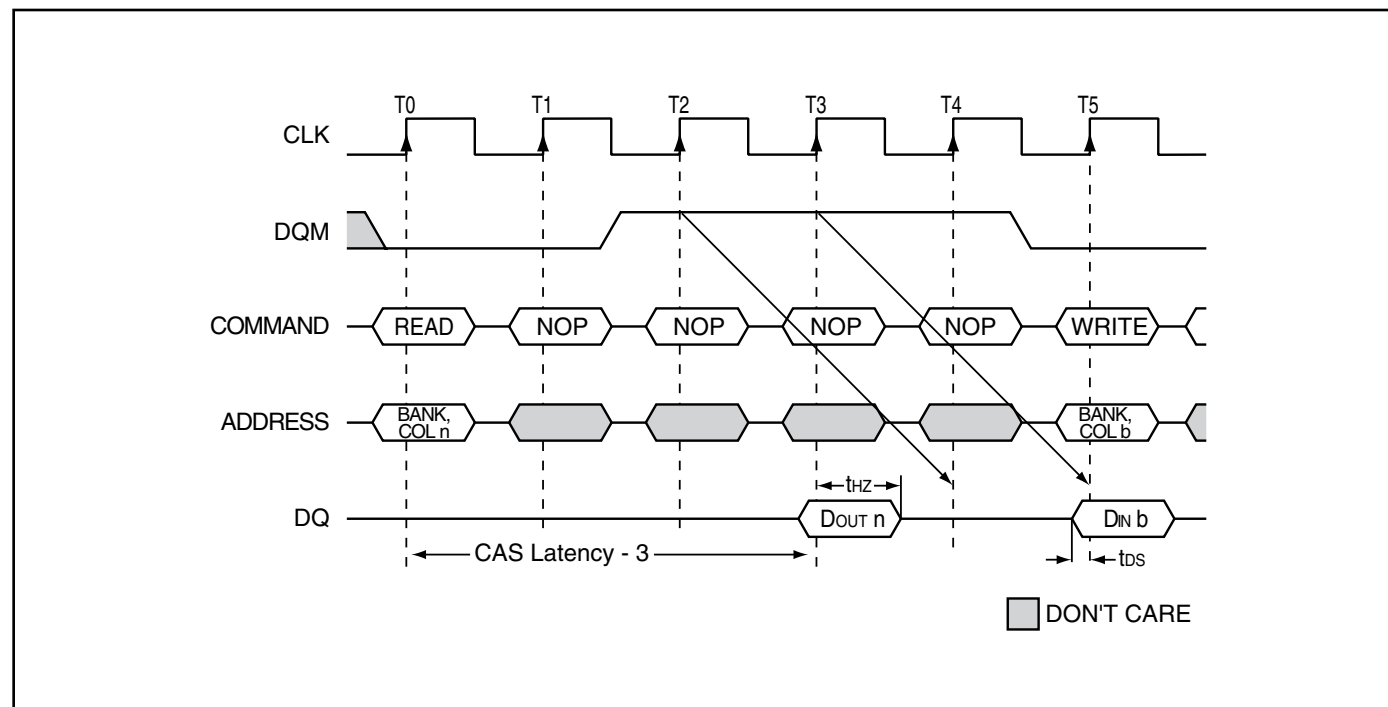 T0 T1 T2 T3 T4 T5
CLK
DQM
COMMAND READ NOP NOP NOP NOP WRITE
ADDRESS BANK, COL n BANK, COL b
tHZ
DQ DOUT n DIN b
CAS Latency - 3 tDS
DON'T CARE